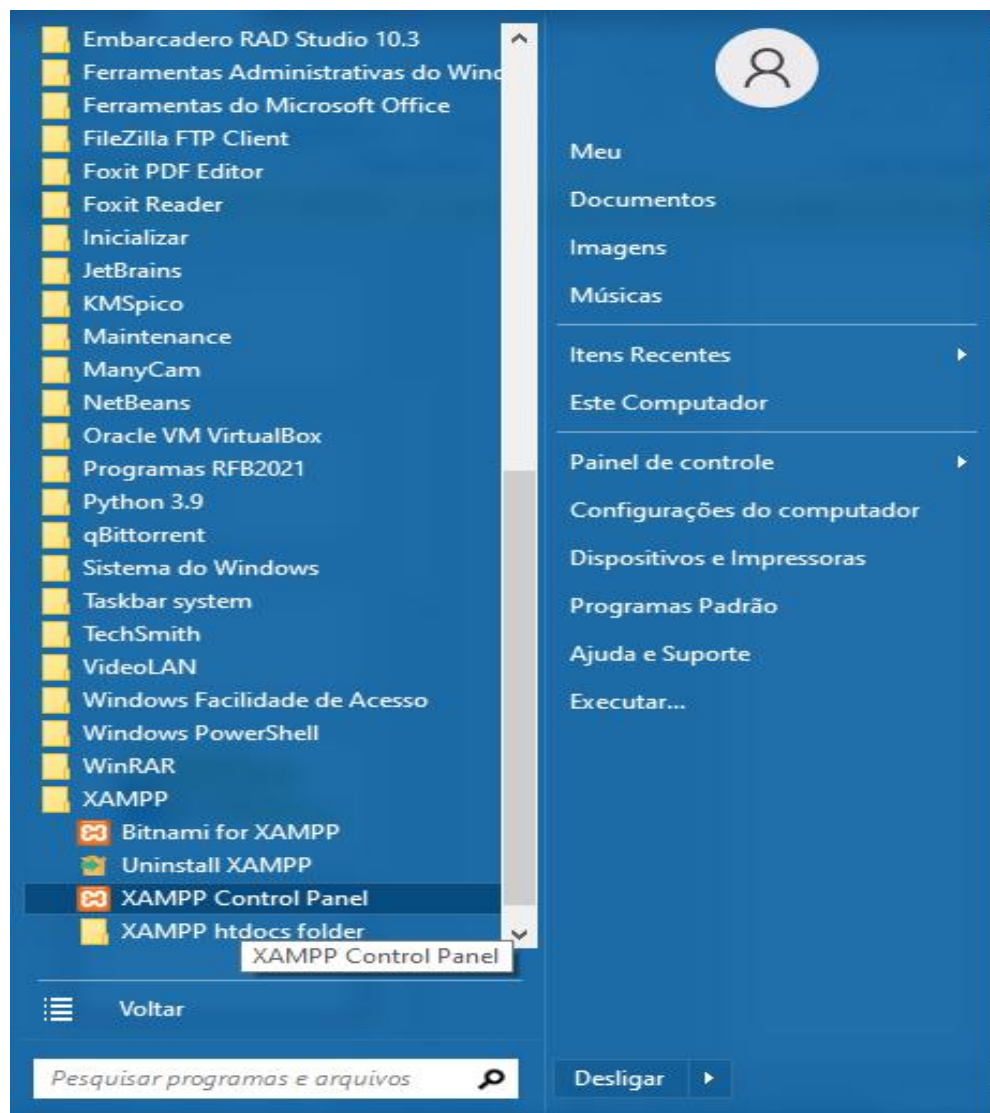 Embarcadero RAD Studio 10.3
Ferramentas Administrativas do Wind
Ferramentas do Microsoft Office
FileZilla FTP Client
Foxit PDF Editor
Foxit Reader
Inicializar
JetBrains
KMSpico
Maintenance
ManyCam
NetBeans
Oracle VM VirtualBox
Programas RFB2021
Python 3.9
qBittorrent
Sistema do Windows
Taskbar system
TechSmith
VideoLAN
Windows Facilidade de Acesso
Windows PowerShell
WinRAR
XAMPP
Bitnami for XAMPP
Uninstall XAMPP
XAMPP Control Panel
XAMPP htdocs folder
XAMPP Control Panel
Voltar
Pesquisar programas e arquivos
Meu
Documentos
Imagens
Músicas
Itens Recentes
Este Computador
Painel de controle
Configurações do computador
Dispositivos e Impressoras
Programas Padrão
Ajuda e Suporte
Executar...
Desligar